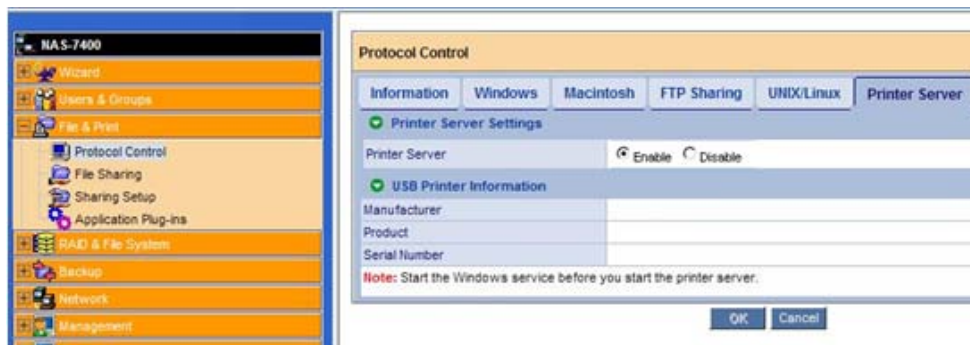 NAS-7400
Wizard
Users & Groups
File & Print
Protocol Control
File Sharing
Sharing Setup
Application Plug-ins
RAID & File System
Backup
Network
Management
Protocol Control
Information Windows Macintosh FTP Sharing UNIX/Linux Printer Server
Printer Server Settings
Printer Server Enable Disable
USB Printer Information
Manufacturer
Product
Serial Number
Note: Start the Windows service before you start the printer server.
OK Cancel